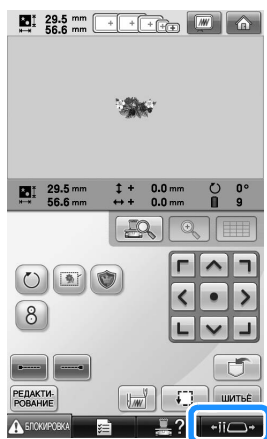 29.5 mm
56.6 mm
29.5 mm + 0.0 mm 0°
56.6 mm + 0.0 mm 9
8
РЕДАКТИ-
РОВАНИЕ
ШИТЬЁ
БЛОКИРОВКА
?